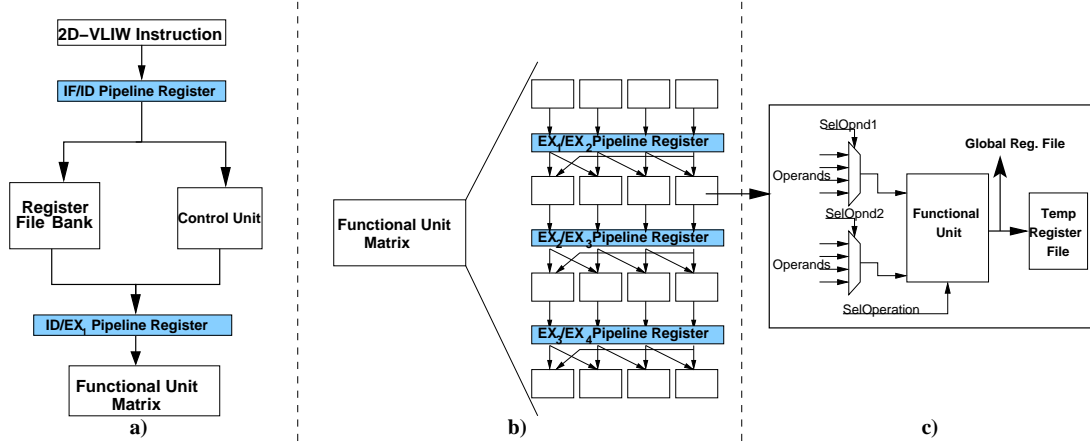 2D–VLIW Instruction
IF/ID Pipeline Register
Register
File Bank
Control Unit
ID/EX1 Pipeline Register
Functional Unit
Matrix
a)
Functional Unit
Matrix
EX1/EX2 Pipeline Register
EX2/EX3 Pipeline Register
EX3/EX4 Pipeline Register
b)
SelOpnd1
Operands
SelOpnd2
Operands
SelOperation
Functional
Unit
Global Reg. File
Temp
Register
File
c)